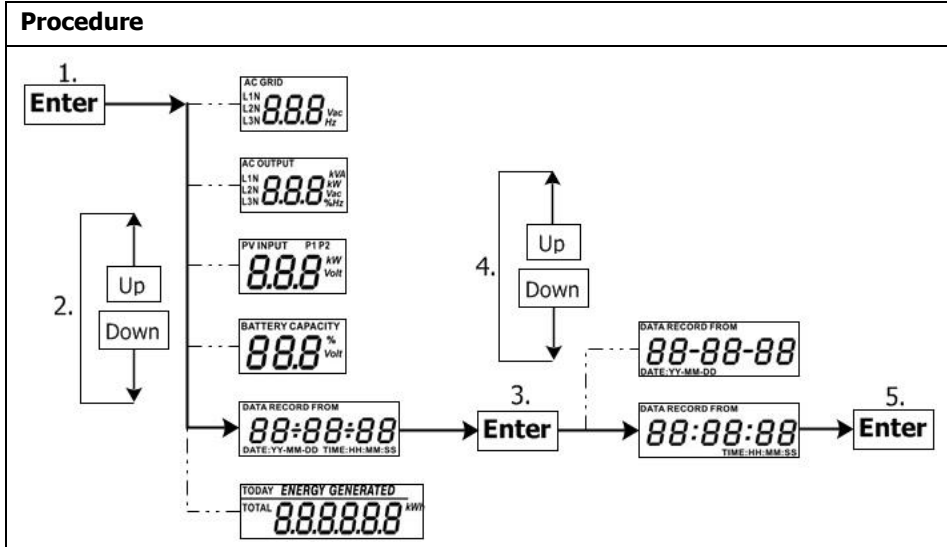 Procedure
1.
Enter
AC GRID
L1N
L2N
L3N
8.8.8
Vac
Hz
AC OUTPUT
L1N
L2N
L3N
8.8.8
kVA
kW
Vac
%Hz
2.
Up
Down
PV INPUT P1 P2
8.8.8
kW
Volt
BATTERY CAPACITY
88.8
%
Volt
DATA RECORD FROM
88÷88÷88
DATE:YY-MM-DD TIME:HH:MM:SS
TODAY ENERGY GENERATED
TOTAL 8.8.8.8.8.8 kWh
3.
Enter
4.
Up
Down
DATA RECORD FROM
88-88-88
DATE:YY-MM-DD
DATA RECORD FROM
88:88:88
TIME:HH:MM:SS
5.
Enter